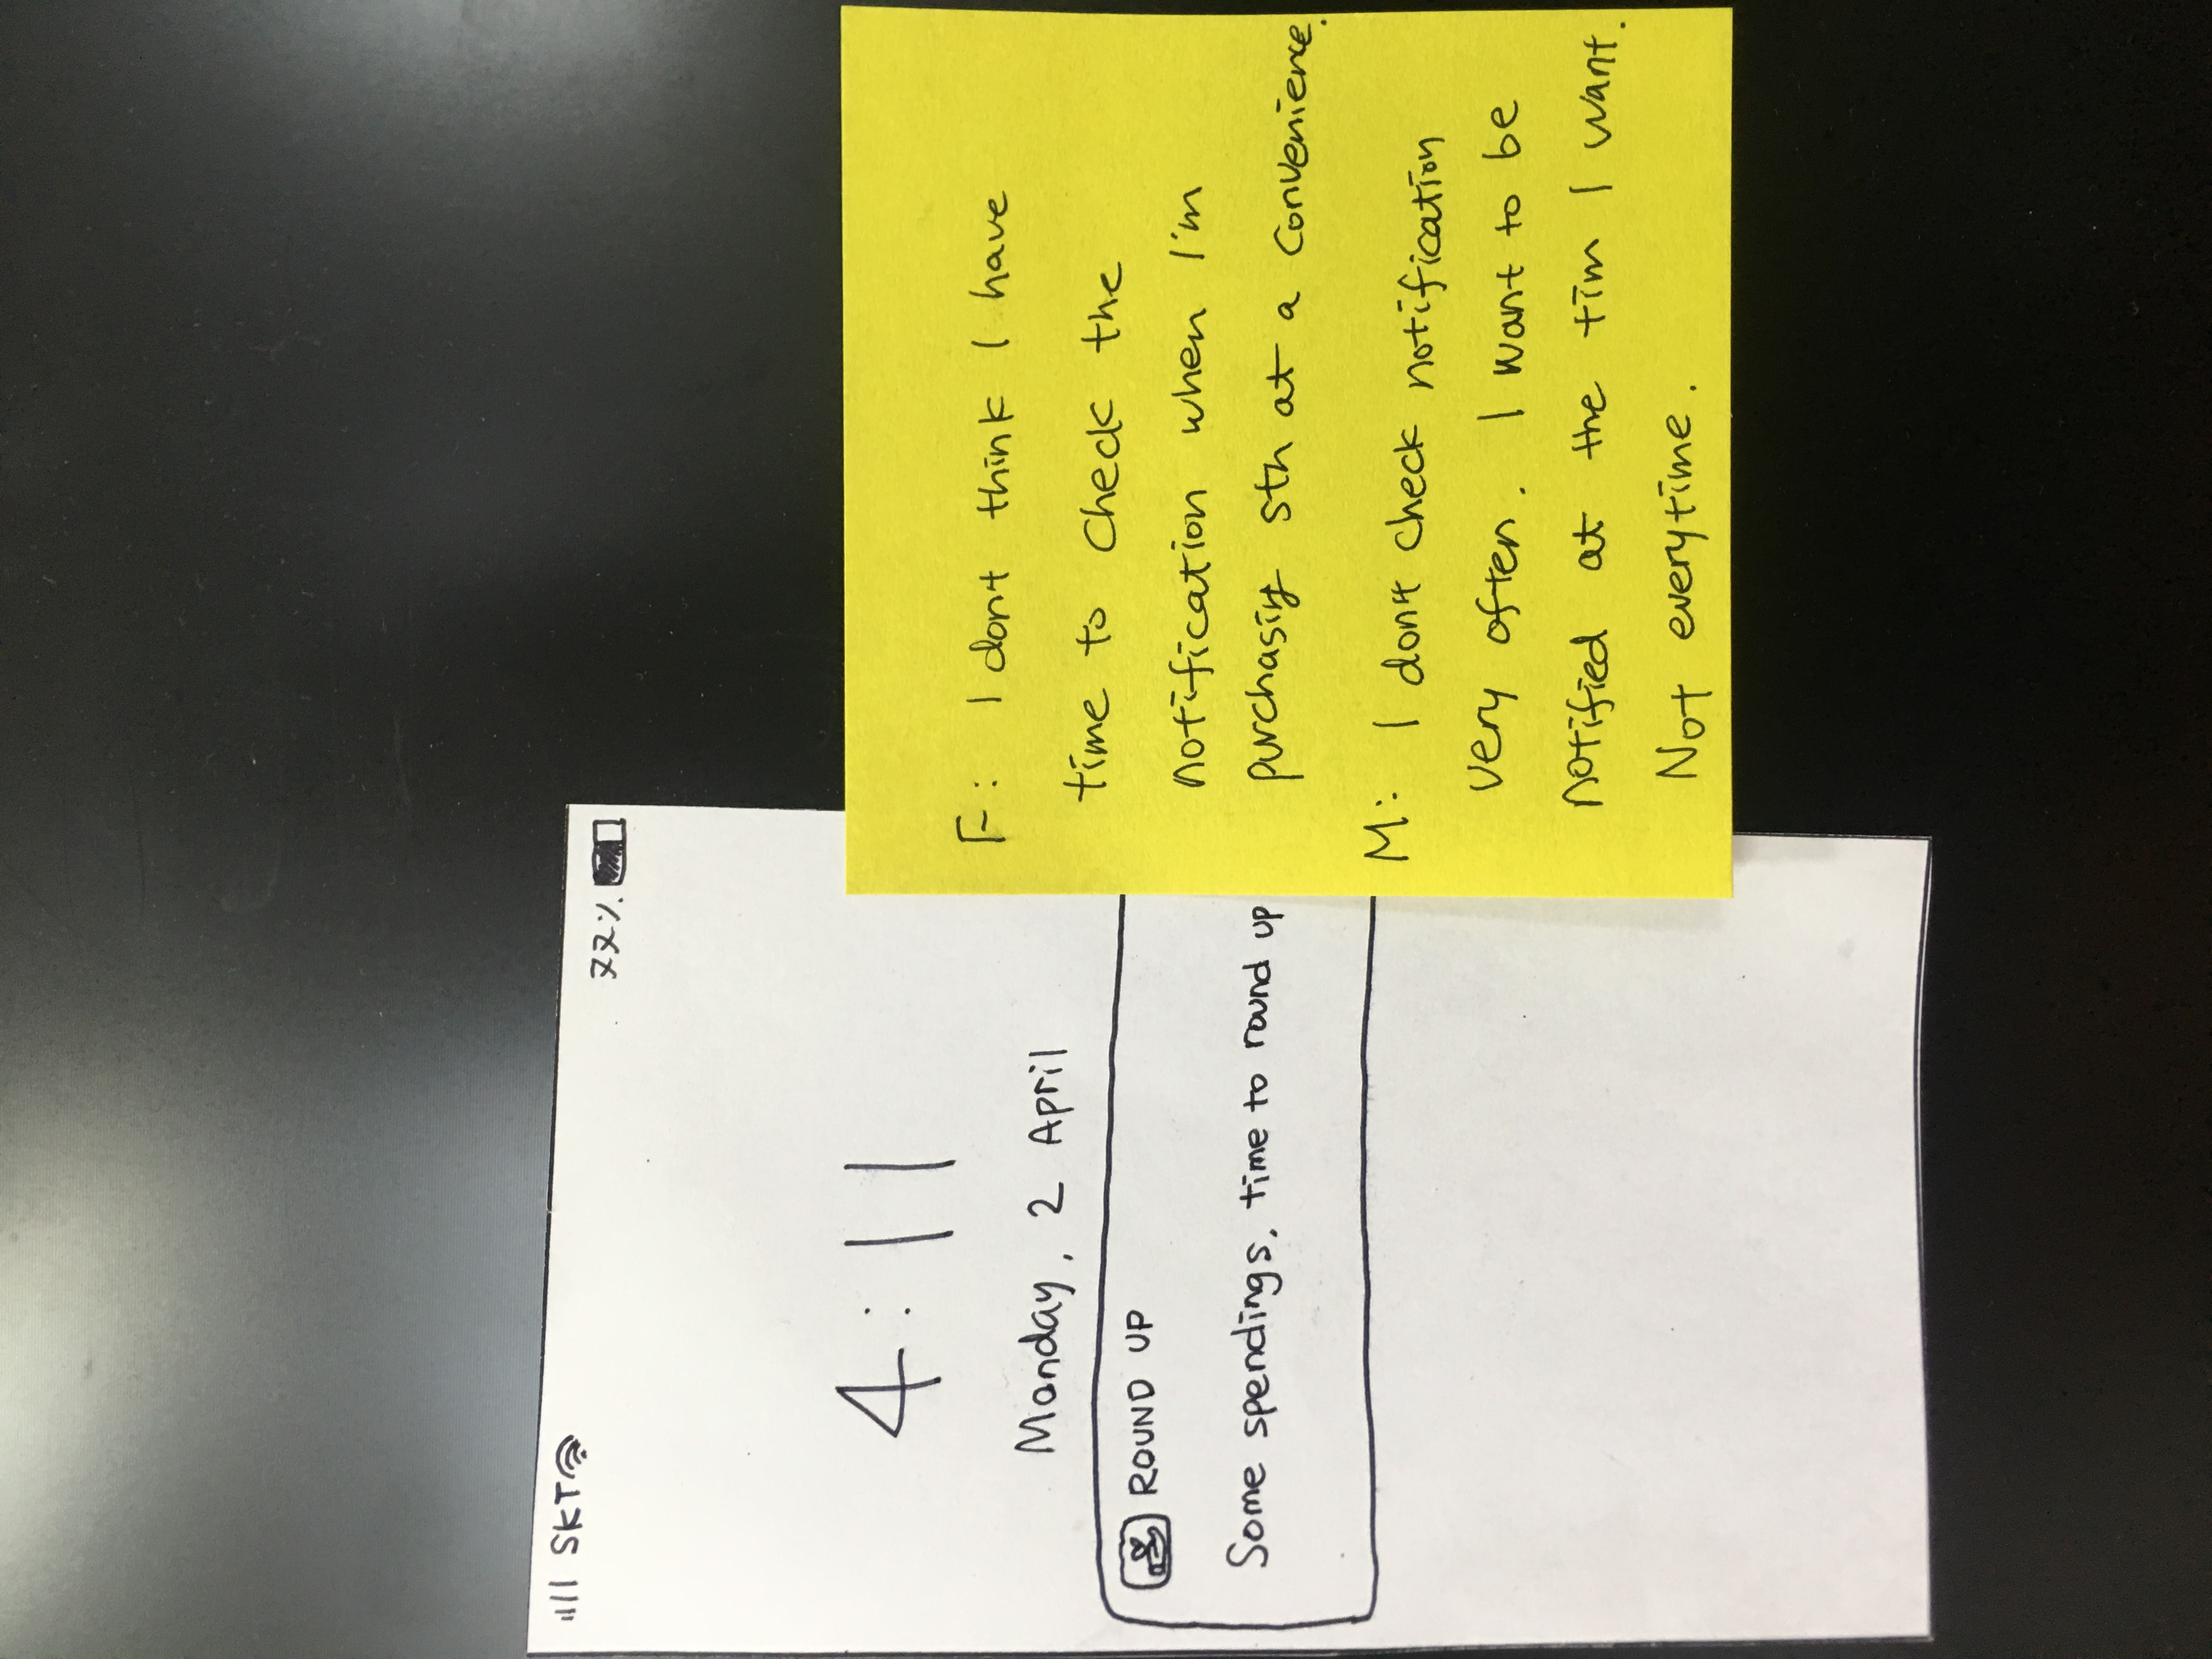 SKT
77%
4:11
Monday, 2 April
ROUND UP
Some spendings, time to round up
F: I don't think I have
time to check the
notification when I'm
purchasing sth at a convenience.
M: I don't check notification
very often. I want to be
notified at the tim I want.
Not everytime.